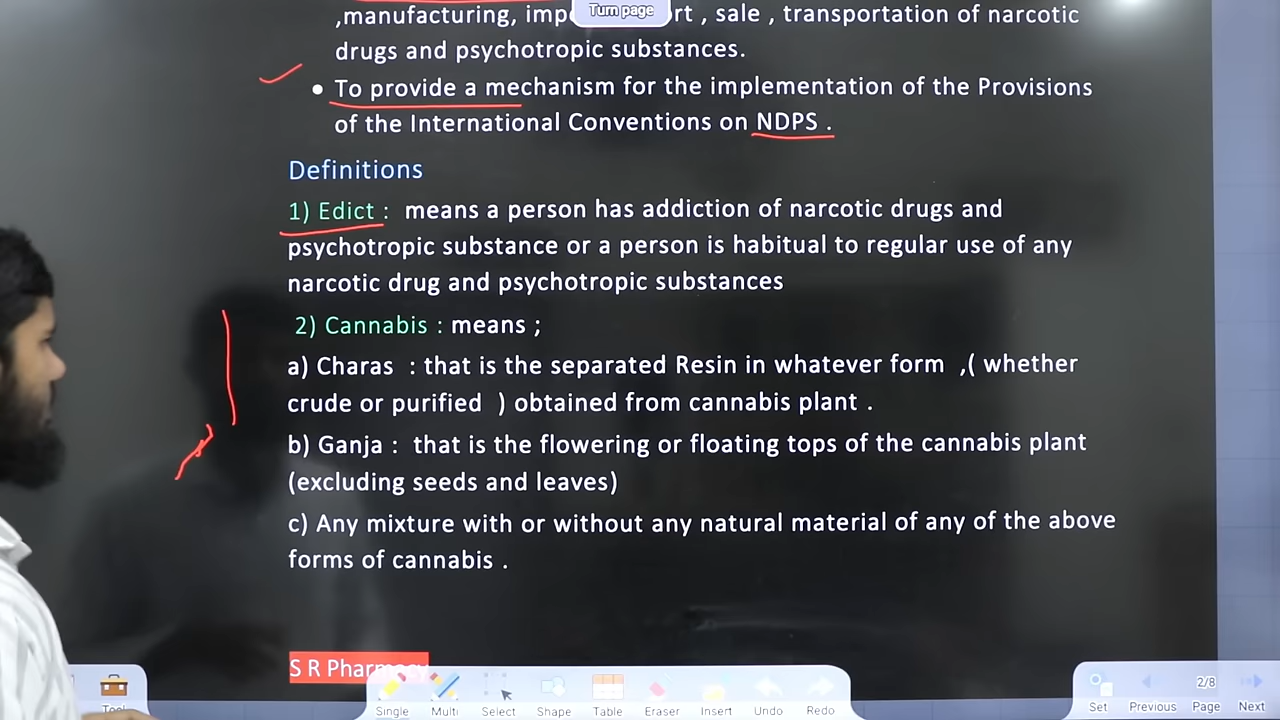 ,manufacturing, imp
Turn page
rt , sale , transportation of narcotic
drugs and psychotropic substances.
• To provide a mechanism for the implementation of the Provisions
of the International Conventions on NDPS .
Definitions
1) Edict : means a person has addiction of narcotic drugs and
psychotropic substance or a person is habitual to regular use of any
narcotic drug and psychotropic substances
2) Cannabis : means ;
a) Charas : that is the separated Resin in whatever form ,( whether
crude or purified ) obtained from cannabis plant .
b) Ganja : that is the flowering or floating tops of the cannabis plant
(excluding seeds and leaves)
c) Any mixture with or without any natural material of any of the above
forms of cannabis .
S R Pharmacy
Single Multi Select Shape Table Eraser Insert Undo Redo
2/8
Set Previous Page Next